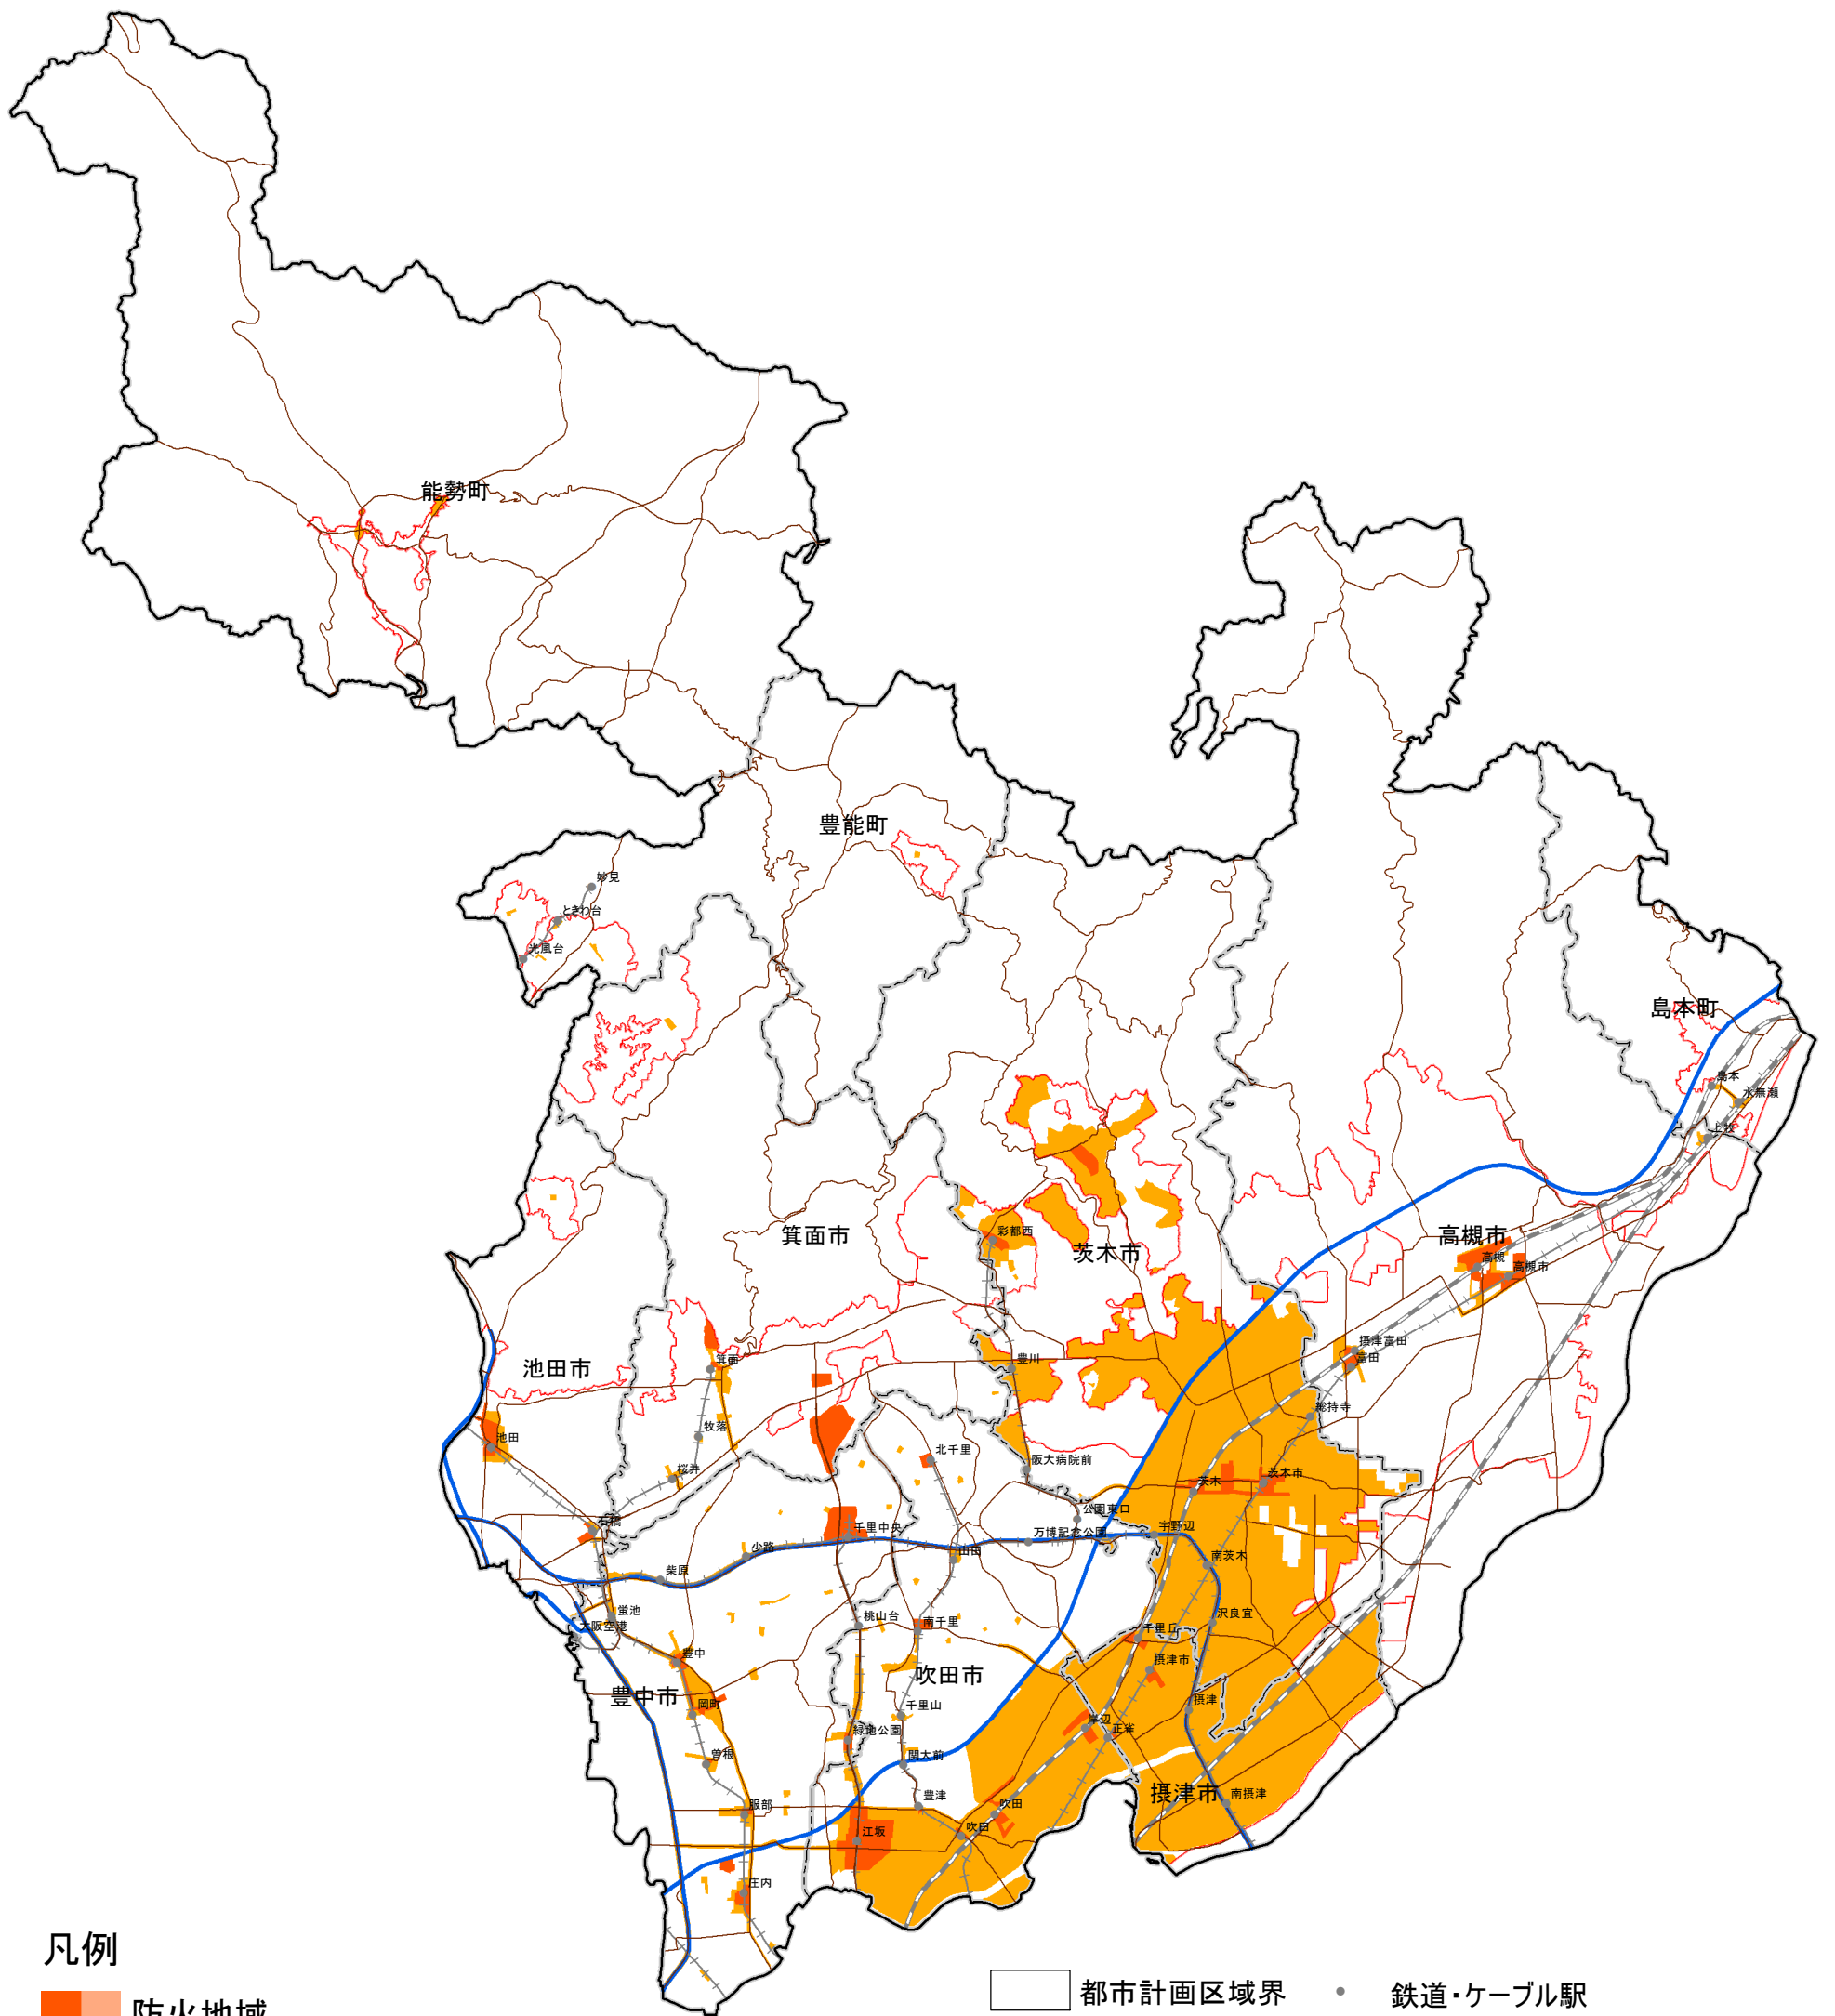 能勢町
豊能町
妙見
ときわ台
光風台
島本町
島本
水無瀬
上牧
箕面市
彩都西
茨木市
高槻市
高槻
高槻市
摂津富田
富田
池田市
箕面
豊川
総持寺
池田
牧落
桜井
北千里
阪大病院前
茨木
茨木市
公園東口
石橋
千里中央
万博記念公園
宇野辺
少路
山田
柴原
南茨木
蛍池
大阪空港
桃山台
南千里
沢良宜
千里丘
豊中
摂津市
吹田市
豊中市
岡町
千里山
摂津
緑地公園
岸辺
正雀
曽根
関大前
摂津市
南摂津
豊津
服部
吹田
江坂
吹田
庄内
凡例
防火地域
都市計画区域界
鉄道・ケーブル駅